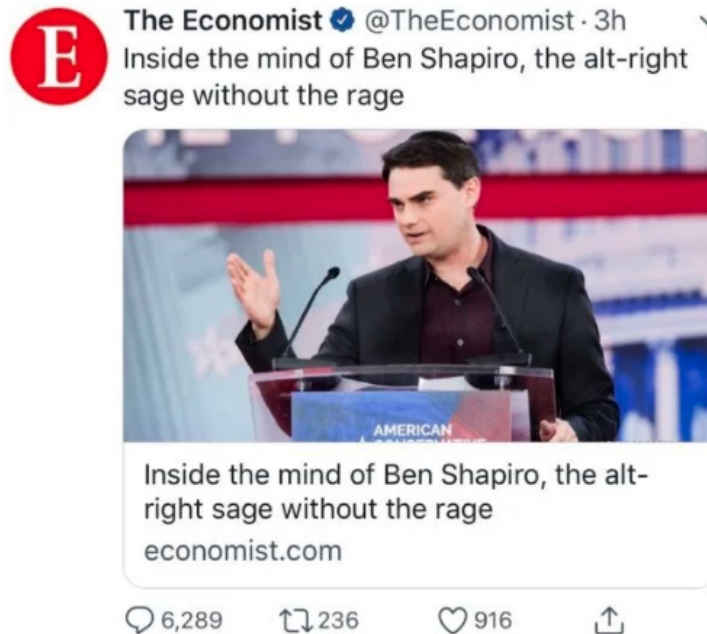 E
The Economist @TheEconomist · 3h
Inside the mind of Ben Shapiro, the alt-right
sage without the rage
AMERICAN
CONSERVATIVE
Inside the mind of Ben Shapiro, the alt-
right sage without the rage
economist.com
6,289 236 916